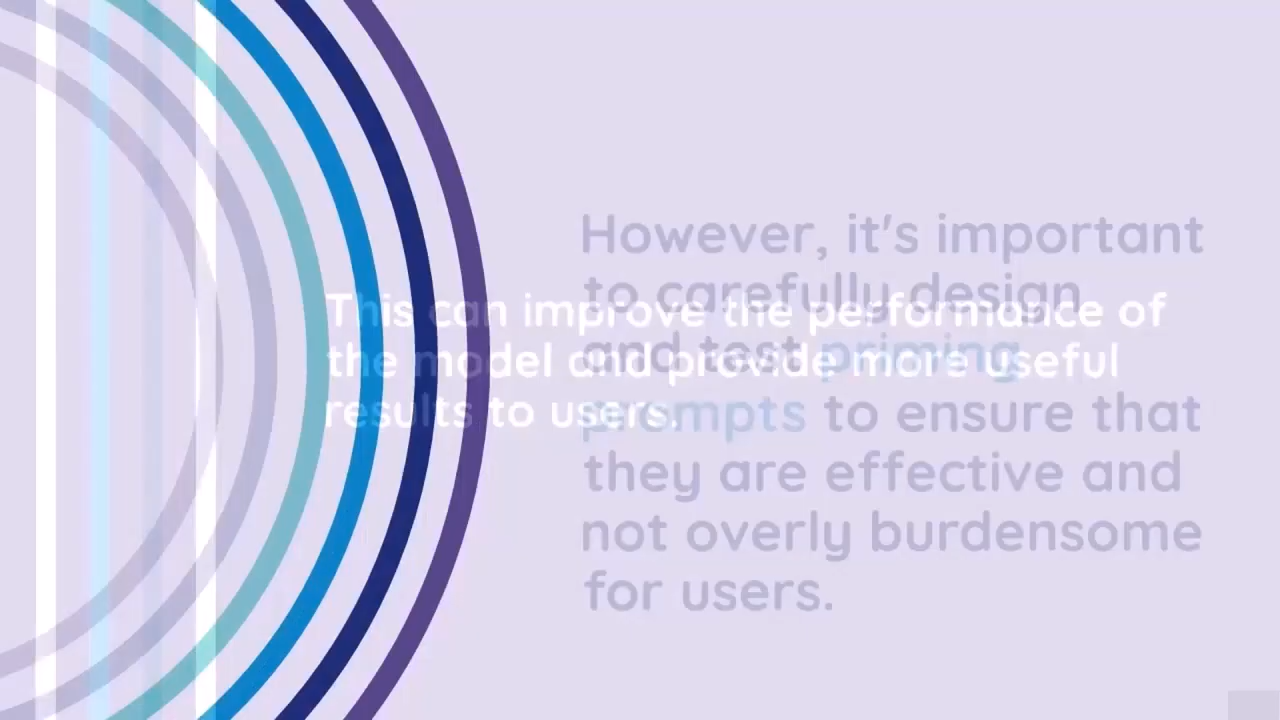 This can improve the performance of
the model and provide more useful
results to users.
However, it's important
to carefully design
and test priming
prompts to ensure that
they are effective and
not overly burdensome
for users.